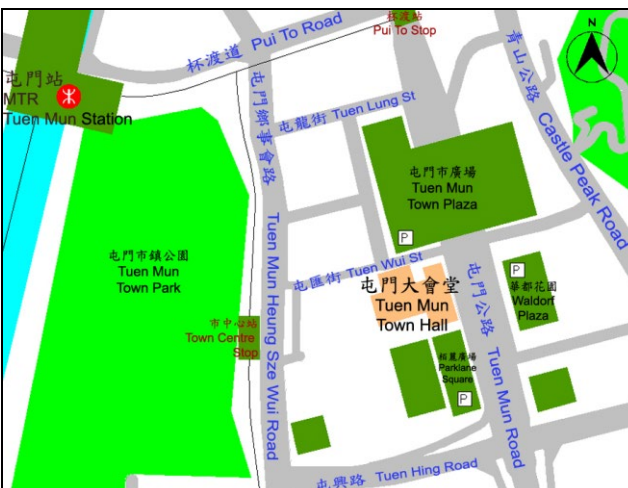 杯渡站
Pui To Stop
N
杯渡道 Pui To Road
屯門站
MTR
Tuen Mun Station
屯龍街 Tuen Lung St
青山公路 Castle Peak Road
屯門鄉事會路 Tuen Mun Heung Sze Wui Road
屯門市廣場
Tuen Mun
Town Plaza
P
屯門市鎮公園
Tuen Mun
Town Park
屯匯街 Tuen Wui St
屯門大會堂
Tuen Mun
Town Hall
屯門公路 Tuen Mun Road
P
華都花園
Waldorf
Plaza
市中心站
Town Centre
Stop
栢麗廣場
Parklane
Square
P
屯興路 Tuen Hing Road